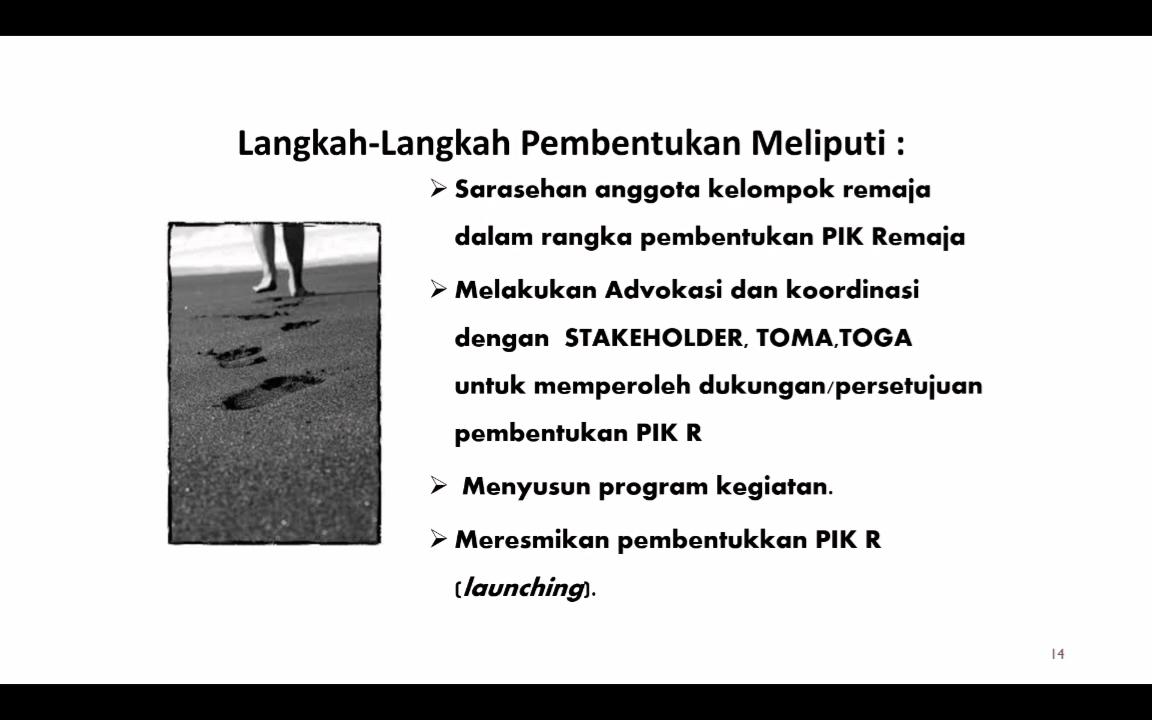 Langkah-Langkah Pembentukan Meliputi :
➢ Sarasehan anggota kelompok remaja
dalam rangka pembentukan PIK Remaja
➢ Melakukan Advokasi dan koordinasi
dengan STAKEHOLDER, TOMA,TOGA
untuk memperoleh dukungan/persetujuan
pembentukan PIK R
➢ Menyusun program kegiatan.
➢ Meresmikan pembentukkan PIK R
(launching).
14